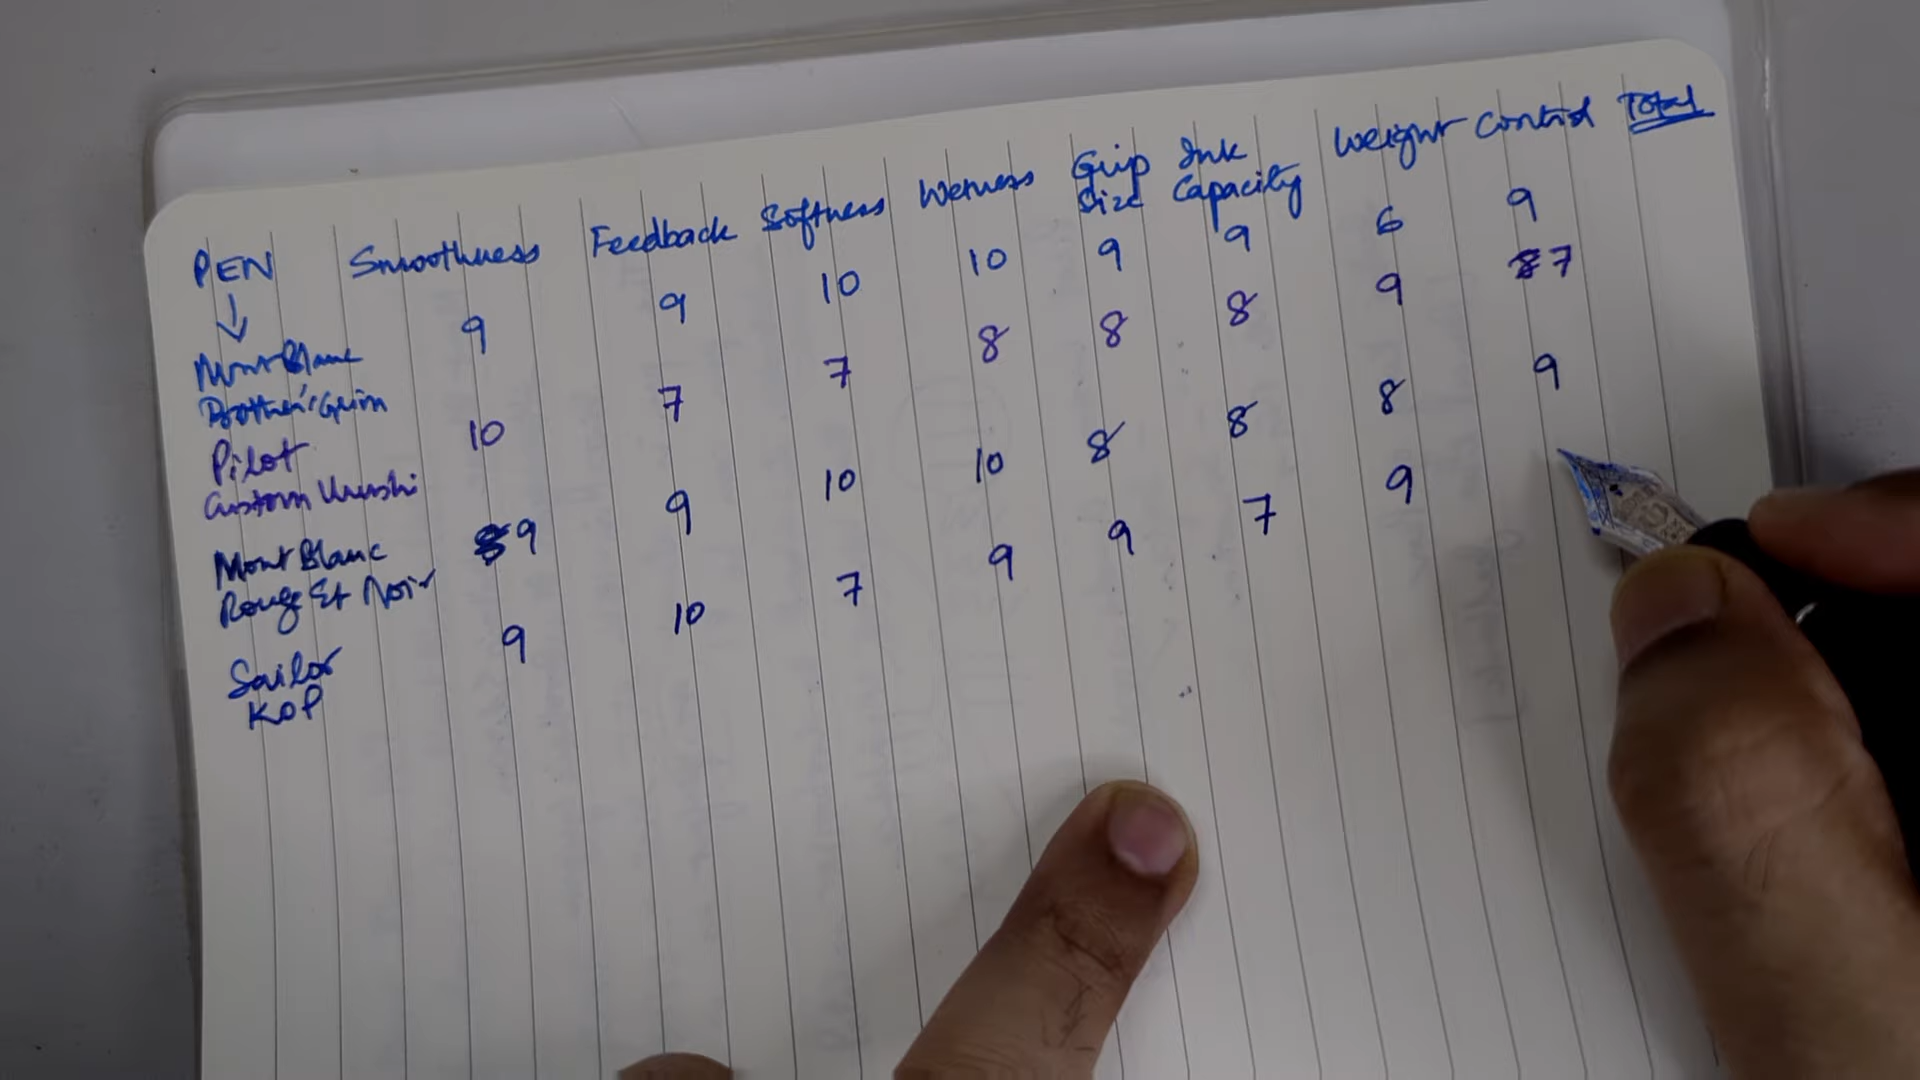 PEN Smoothness Feedback Softness Wetness Grip Size Ink Capacity Weight Control Total
Mont Blanc 9 9 10 10 9 9 6 9
Brother's Grim
Pilot 10 7 7 8 8 8 9 7
Custom Urushi
Mont Blanc 9 9 10 10 8 8 8 9
Rouge Et Noir
Sailor 9 10 7 9 9 7 9
KOP